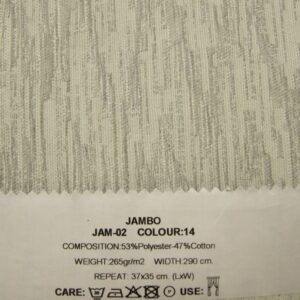 JAMBO
JAM-02 COLOUR:14
COMPOSITION:53%Polyester-47%Cotton
WEIGHT:265gr/m2 WIDTH:290 cm.
REPEAT: 37x35 cm. (LxW)
CARE: USE: